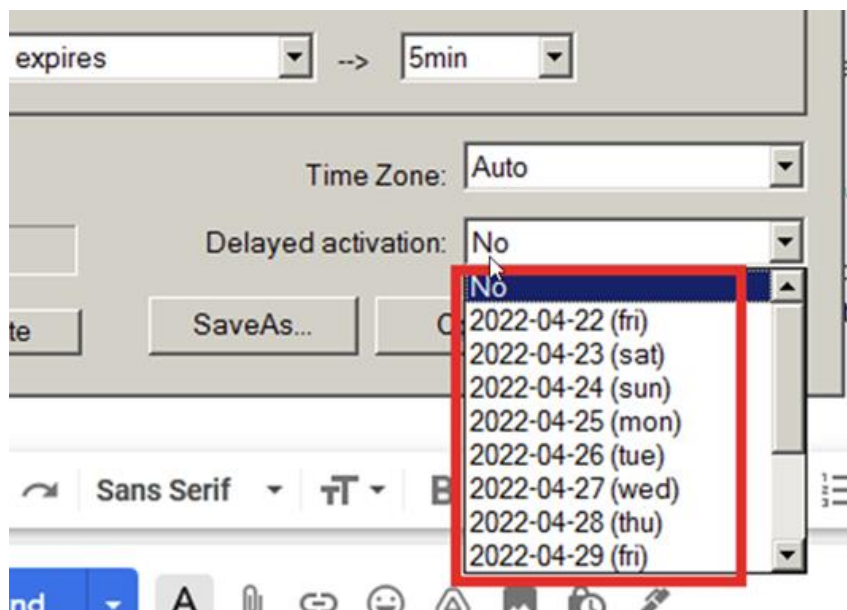 expires --> 5min
Time Zone: Auto
Delayed activation: No
No
SaveAs...
2022-04-22 (fri)
2022-04-23 (sat)
2022-04-24 (sun)
2022-04-25 (mon)
2022-04-26 (tue)
2022-04-27 (wed)
2022-04-28 (thu)
2022-04-29 (fri)
Sans Serif
B
A